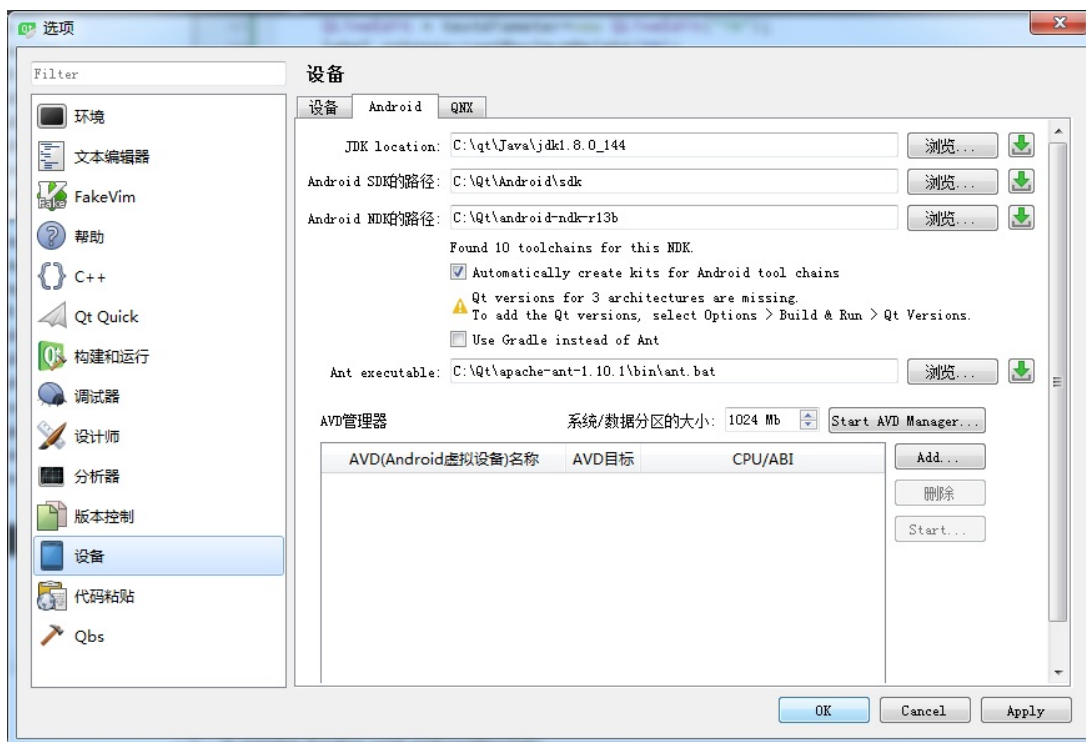 选项
Filter
环境
文本编辑器
FakeVim
帮助
C++
Qt Quick
构建和运行
调试器
设计师
分析器
版本控制
设备
代码粘贴
Qbs
设备
设备 Android QNX
JDK location: C:\qt\Java\jdk1.8.0_144 浏览...
Android SDK的路径: C:\Qt\Android\sdk 浏览...
Android NDK的路径: C:\Qt\android-ndk-r13b 浏览...
Found 10 toolchains for this NDK.
Automatically create kits for Android tool chains
Qt versions for 3 architectures are missing.
To add the Qt versions, select Options > Build & Run > Qt Versions.
Use Gradle instead of Ant
Ant executable: C:\Qt\apache-ant-1.10.1\bin\ant.bat 浏览...
AVD管理器 系统/数据分区的大小: 1024 Mb Start AVD Manager...
AVD(Android虚拟设备)名称 AVD目标 CPU/ABI
Add...
删除
Start...
OK Cancel Apply